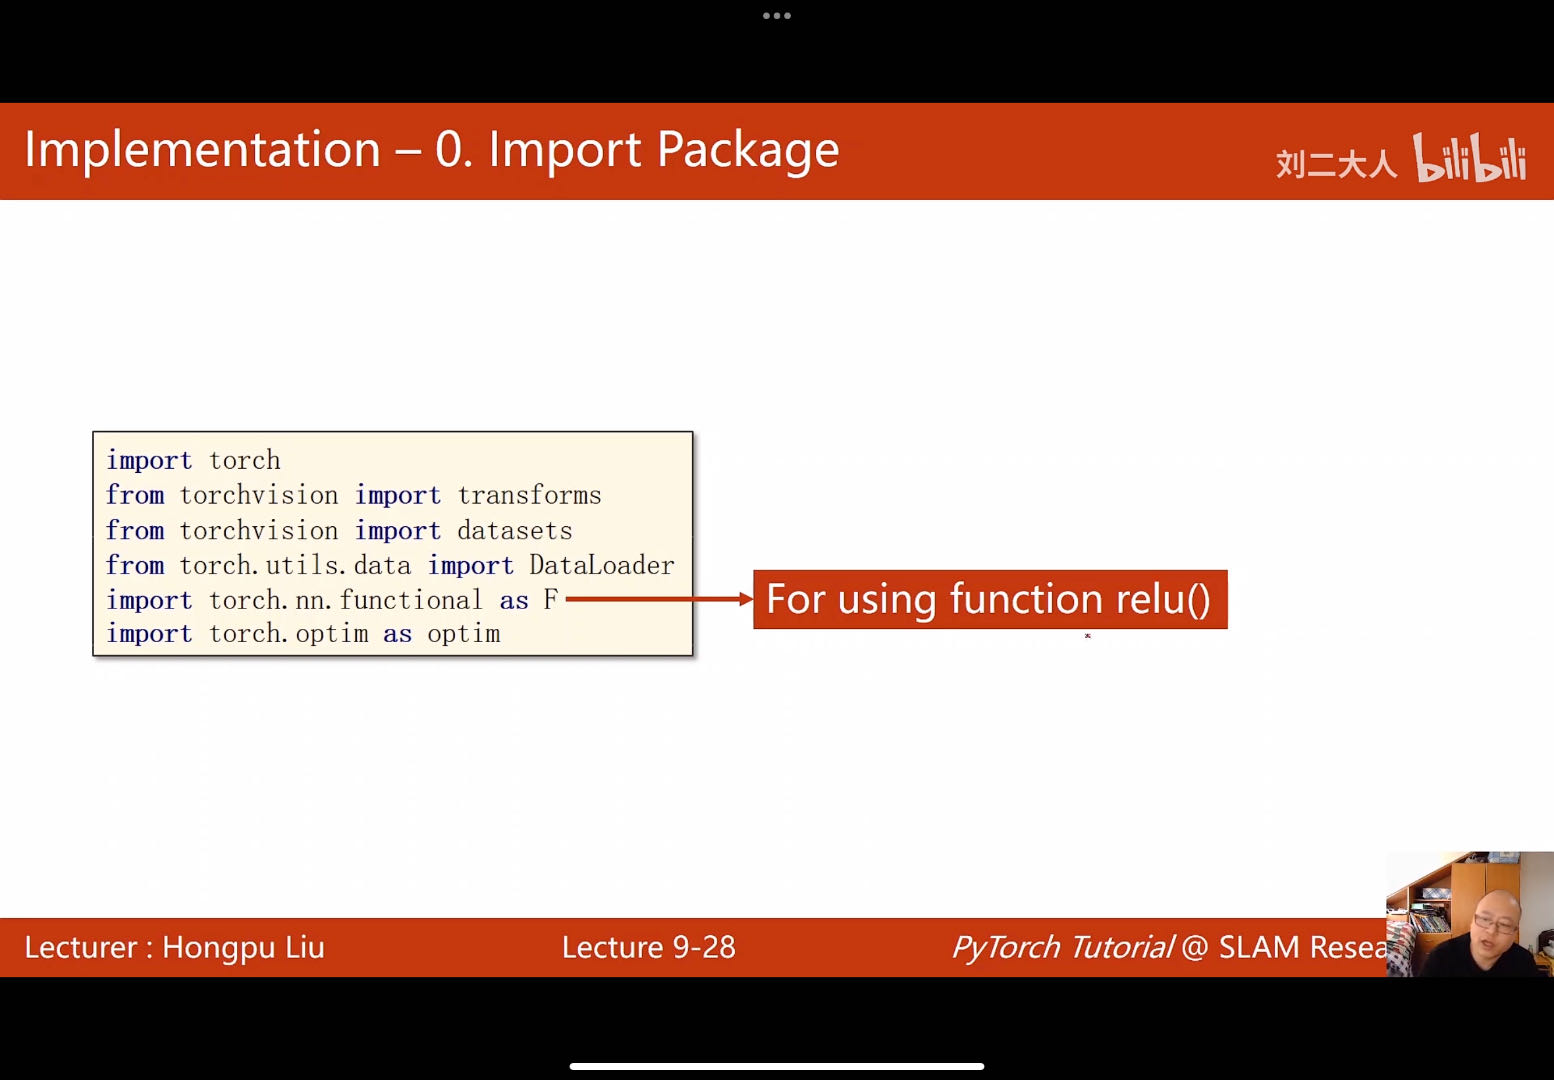 Implementation – 0. Import Package
刘二大人 bilibili
import torch
from torchvision import transforms
from torchvision import datasets
from torch.utils.data import DataLoader
import torch.nn.functional as F
For using function relu()
import torch.optim as optim
Lecturer : Hongpu Liu
Lecture 9-28
PyTorch Tutorial @ SLAM Resea